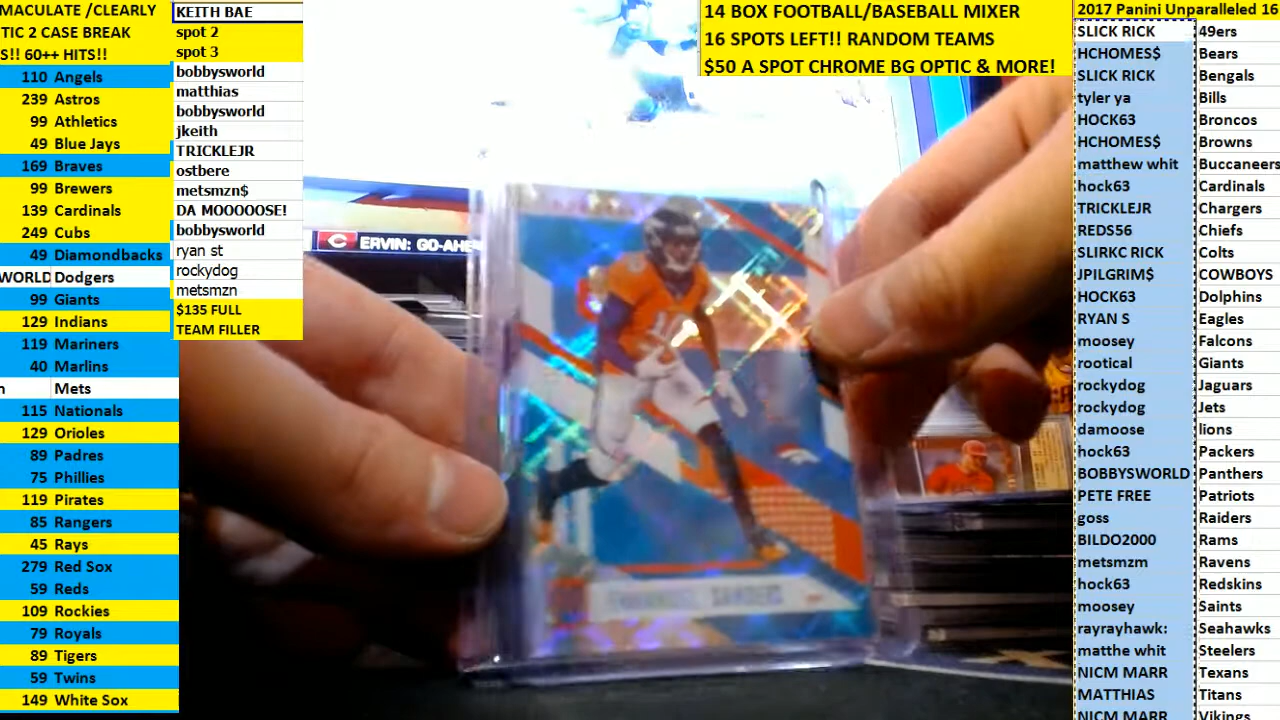 MACULATE /CLEARLY
TIC 2 CASE BREAK
S!! 60++ HITS!!
110 Angels
239 Astros
99 Athletics
49 Blue Jays
169 Braves
99 Brewers
139 Cardinals
249 Cubs
49 Diamondbacks
WORLD Dodgers
99 Giants
129 Indians
119 Mariners
40 Marlins
n Mets
115 Nationals
129 Orioles
89 Padres
75 Phillies
119 Pirates
85 Rangers
45 Rays
279 Red Sox
59 Reds
109 Rockies
79 Royals
89 Tigers
59 Twins
149 White Sox
KEITH BAE
spot 2
spot 3
bobbysworld
matthias
bobbysworld
jkeith
TRICKLEJR
ostbere
metsmzn$
DA MOOOOOSE!
bobbysworld
ryan st
rockydog
metsmzn
$135 FULL
TEAM FILLER
14 BOX FOOTBALL/BASEBALL MIXER
16 SPOTS LEFT!! RANDOM TEAMS
$50 A SPOT CHROME BG OPTIC & MORE!
ERVIN: GO-AHE
EMMANUEL SANDERS
2017 Panini Unparalleled 16
SLICK RICK 49ers
HCHOMES$ Bears
SLICK RICK Bengals
tyler ya Bills
HOCK63 Broncos
HCHOMES$ Browns
matthew whit Buccaneers
hock63 Cardinals
TRICKLEJR Chargers
REDS56 Chiefs
SLIRKC RICK Colts
JPILGRIM$ COWBOYS
HOCK63 Dolphins
RYAN S Eagles
moosey Falcons
rootical Giants
rockydog Jaguars
rockydog Jets
damoose lions
hock63 Packers
BOBBYSWORLD Panthers
PETE FREE Patriots
goss Raiders
BILDO2000 Rams
metsmzm Ravens
hock63 Redskins
moosey Saints
rayrayhawk: Seahawks
matthe whit Steelers
NICM MARR Texans
MATTHIAS Titans
NICM MARR Vikings